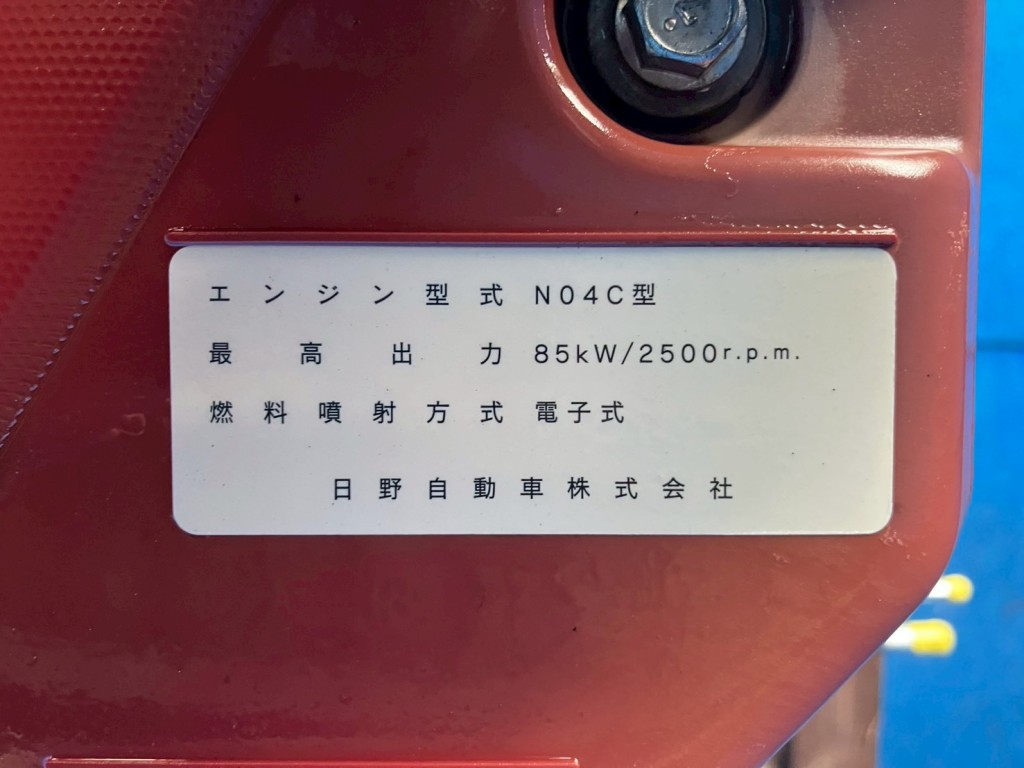 エンジン型式 N04C型
最高出力 85kW/2500r.p.m.
燃料噴射方式 電子式
日野自動車株式会社